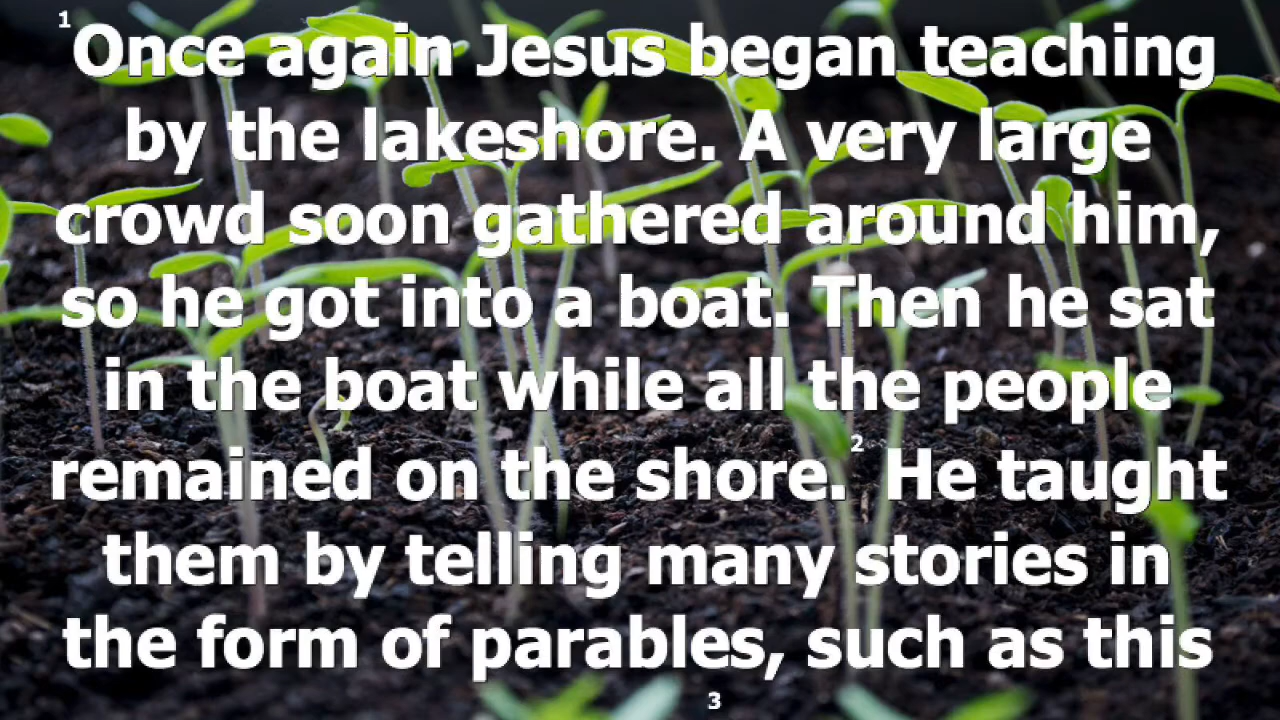 1Once again Jesus began teaching
by the lakeshore. A very large
crowd soon gathered around him,
so he got into a boat. Then he sat
in the boat while all the people
remained on the shore.2 He taught
them by telling many stories in
the form of parables, such as this
3